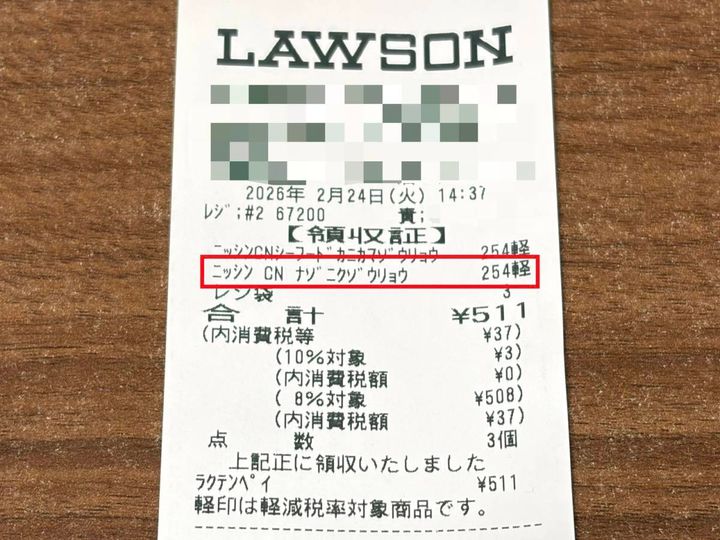 LAWSON
2026年 2月24日(火) 14:37
ﾚｼﾞ;#2 67200 責;
【領収証】
ﾆｯｼﾝCNｼｰﾌｰﾄﾞｶﾆｶﾏｿﾞｳﾘｮｳ 254軽
ﾆｯｼﾝ CN ﾅｿﾞﾆｸｿﾞｳﾘｮｳ 254軽
レジ袋 3
合 計 ¥511
(内消費税等 ¥37)
(10%対象 ¥3)
(内消費税額 ¥0)
( 8%対象 ¥508)
(内消費税額 ¥37)
点 数 3個
上記正に領収いたしました
ﾗｸﾃﾝﾍﾟｲ ¥511
軽印は軽減税率対象商品です。